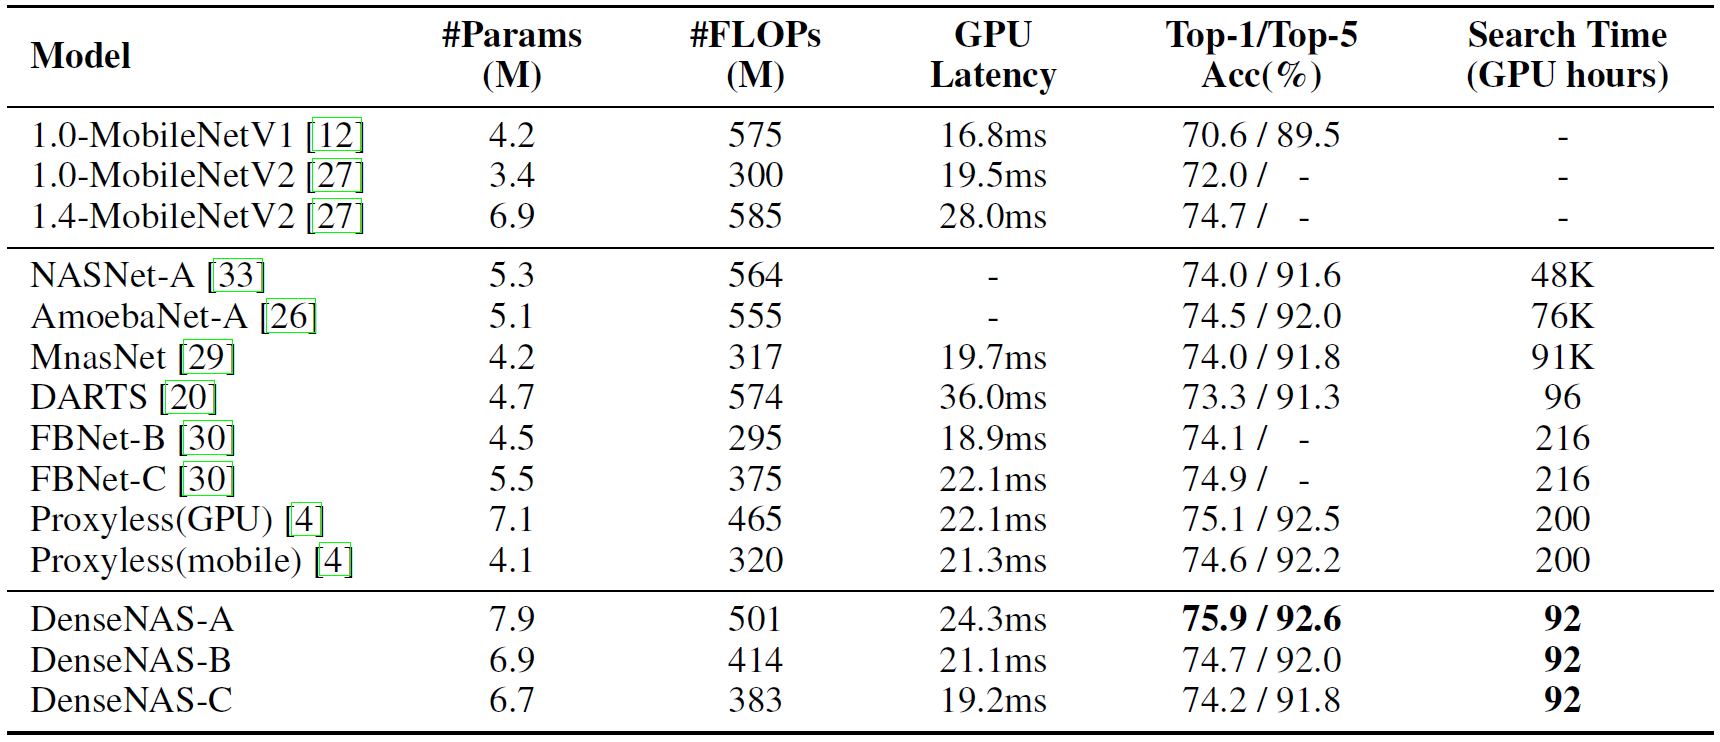 Model #Params (M) #FLOPs (M) GPU Latency Top-1/Top-5 Acc(%) Search Time (GPU hours)
1.0-MobileNetV1 [12] 4.2 575 16.8ms 70.6 / 89.5 -
1.0-MobileNetV2 [27] 3.4 300 19.5ms 72.0 / - -
1.4-MobileNetV2 [27] 6.9 585 28.0ms 74.7 / - -
NASNet-A [33] 5.3 564 - 74.0 / 91.6 48K
AmoebaNet-A [26] 5.1 555 - 74.5 / 92.0 76K
MnasNet [29] 4.2 317 19.7ms 74.0 / 91.8 91K
DARTS [20] 4.7 574 36.0ms 73.3 / 91.3 96
FBNet-B [30] 4.5 295 18.9ms 74.1 / - 216
FBNet-C [30] 5.5 375 22.1ms 74.9 / - 216
Proxyless(GPU) [4] 7.1 465 22.1ms 75.1 / 92.5 200
Proxyless(mobile) [4] 4.1 320 21.3ms 74.6 / 92.2 200
DenseNAS-A 7.9 501 24.3ms 75.9 / 92.6 92
DenseNAS-B 6.9 414 21.1ms 74.7 / 92.0 92
DenseNAS-C 6.7 383 19.2ms 74.2 / 91.8 92